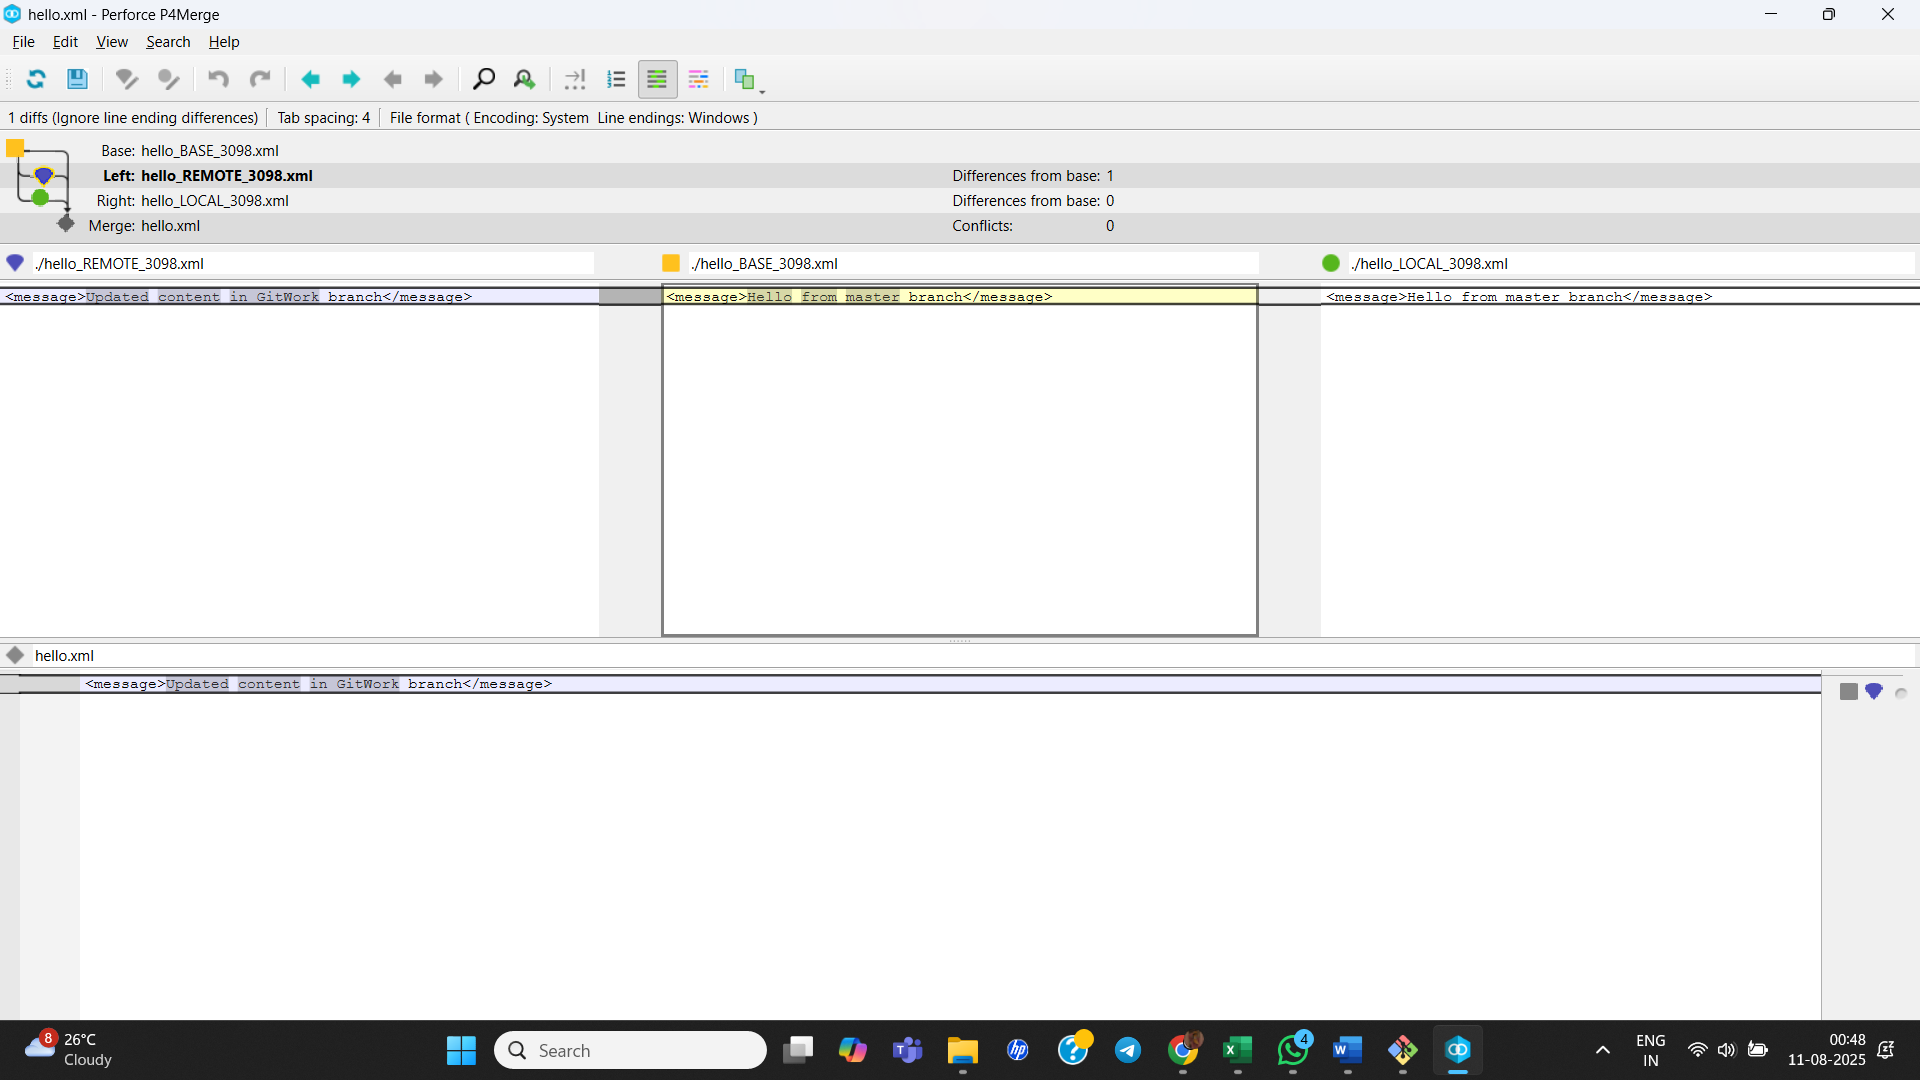 hello.xml - Perforce P4Merge
File Edit View Search Help
1 diffs (Ignore line ending differences) Tab spacing: 4 File format ( Encoding: System Line endings: Windows )
Base: hello_BASE_3098.xml
Left: hello_REMOTE_3098.xml Differences from base: 1
Right: hello_LOCAL_3098.xml Differences from base: 0
Merge: hello.xml Conflicts: 0
./hello_REMOTE_3098.xml ./hello_BASE_3098.xml ./hello_LOCAL_3098.xml
<message>Updated content in GitWork branch</message> <message>Hello from master branch</message> <message>Hello from master branch</message>
hello.xml
<message>Updated content in GitWork branch</message>
8 26°C
Cloudy
Search
4
ENG
IN
00:48
11-08-2025